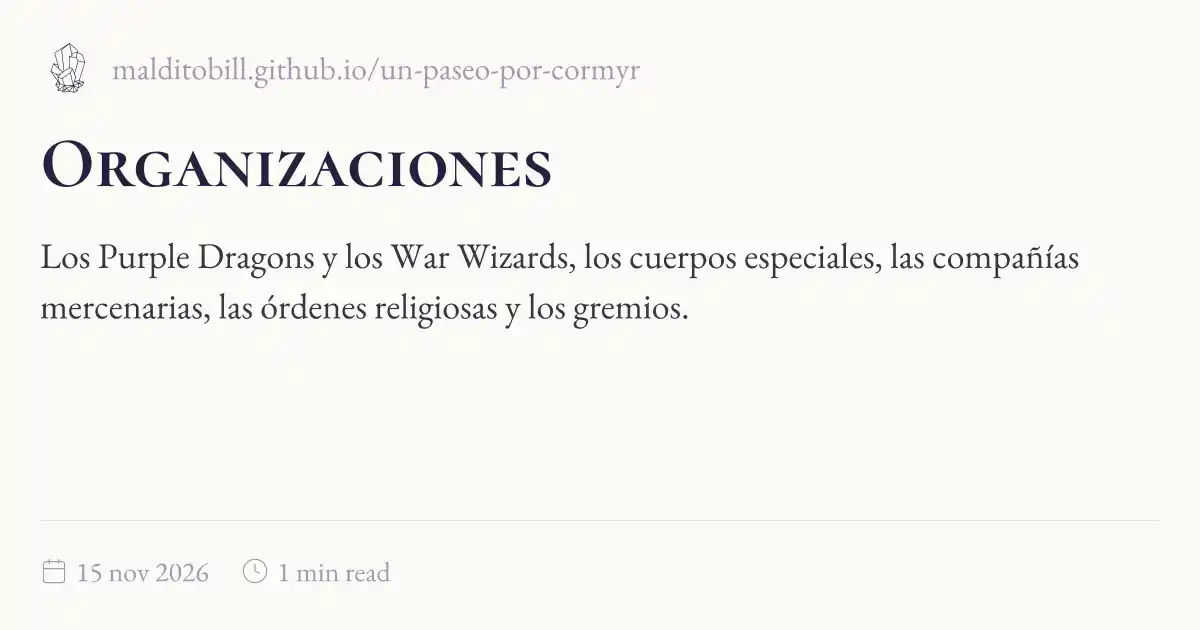 malditobill.github.io/un-paseo-por-cormyr
Organizaciones
Los Purple Dragons y los War Wizards, los cuerpos especiales, las compañías
mercenarias, las órdenes religiosas y los gremios.
15 nov 2026 1 min read